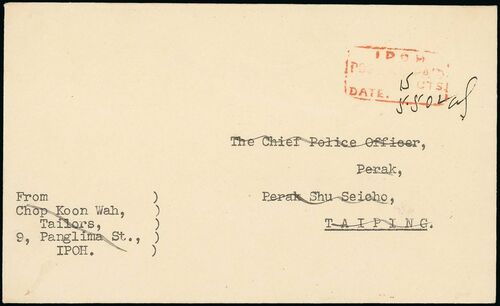 IPOH
DATE.
The Chief Police Officer,
Perak,
Perak Shu Seicho,
TAIPING.
From
Chop Koon Wah,
Tailors,
9, Panglima St.,
IPOH.